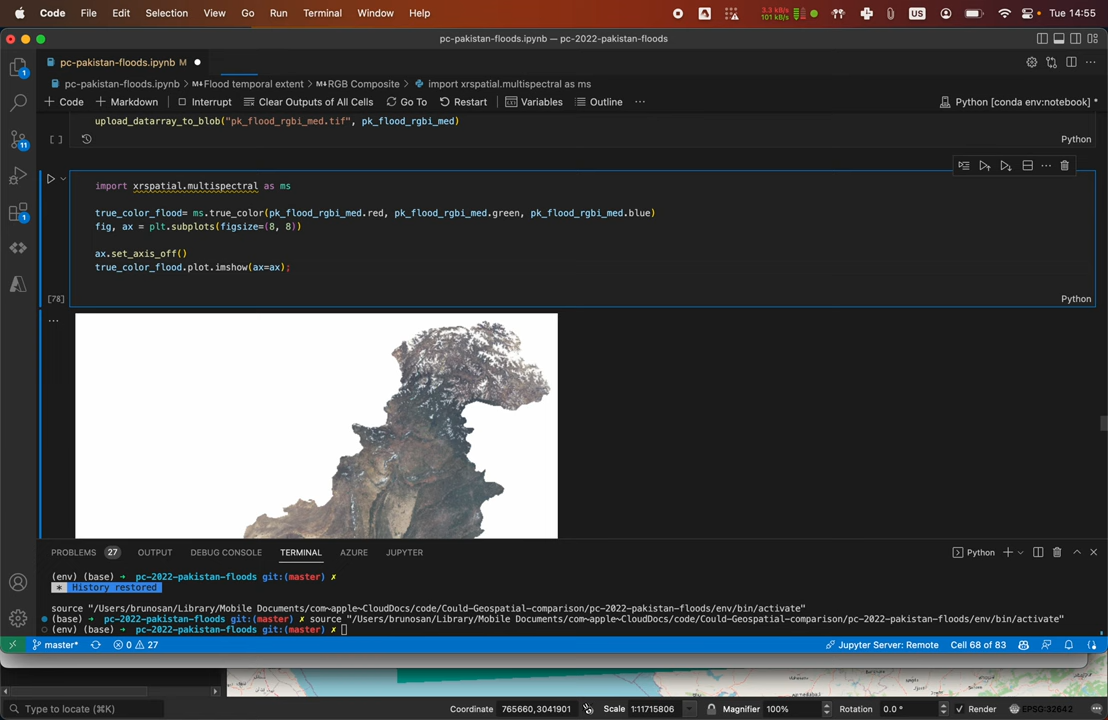 Code File Edit Selection View Go Run Terminal Window Help 3.3 kB/s 101 kB/s US Tue 14:55
pc-pakistan-floods.ipynb — pc-2022-pakistan-floods
pc-pakistan-floods.ipynb M
pc-pakistan-floods.ipynb > M↓Flood temporal extent > M↓RGB Composite > import xrspatial.multispectral as ms
+ Code + Markdown Interrupt Clear Outputs of All Cells Go To Restart Variables Outline ... Python [conda env:notebook] *
upload_datarray_to_blob("pk_flood_rgbi_med.tif", pk_flood_rgbi_med)
[ ] Python
import xrspatial.multispectral as ms
true_color_flood= ms.true_color(pk_flood_rgbi_med.red, pk_flood_rgbi_med.green, pk_flood_rgbi_med.blue)
fig, ax = plt.subplots(figsize=(8, 8))
ax.set_axis_off()
true_color_flood.plot.imshow(ax=ax);
[78] Python
...
PROBLEMS 27 OUTPUT DEBUG CONSOLE TERMINAL AZURE JUPYTER Python
(env) (base) → pc-2022-pakistan-floods git:(master) ✗
* History restored
source "/Users/brunosan/Library/Mobile Documents/com~apple~CloudDocs/code/Could-Geospatial-comparison/pc-2022-pakistan-floods/env/bin/activate"
(base) → pc-2022-pakistan-floods git:(master) ✗ source "/Users/brunosan/Library/Mobile Documents/com~apple~CloudDocs/code/Could-Geospatial-comparison/pc-2022-pakistan-floods/env/bin/activate"
(env) (base) → pc-2022-pakistan-floods git:(master) ✗
master* 0 27 Jupyter Server: Remote Cell 68 of 83
Type to locate (⌘K) Coordinate 765660,3041901 Scale 1:11715806 Magnifier 100% Rotation 0.0 ° Render EPSG:32642